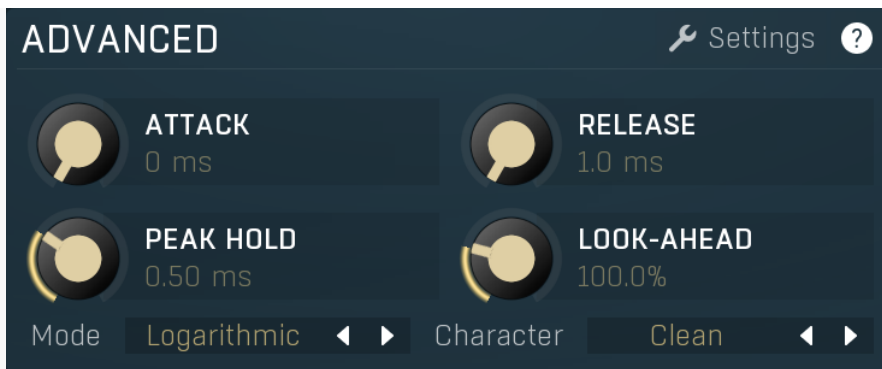 ADVANCED
Settings ?
ATTACK
0 ms
RELEASE
1.0 ms
PEAK HOLD
0.50 ms
LOOK-AHEAD
100.0%
Mode Logarithmic Character Clean